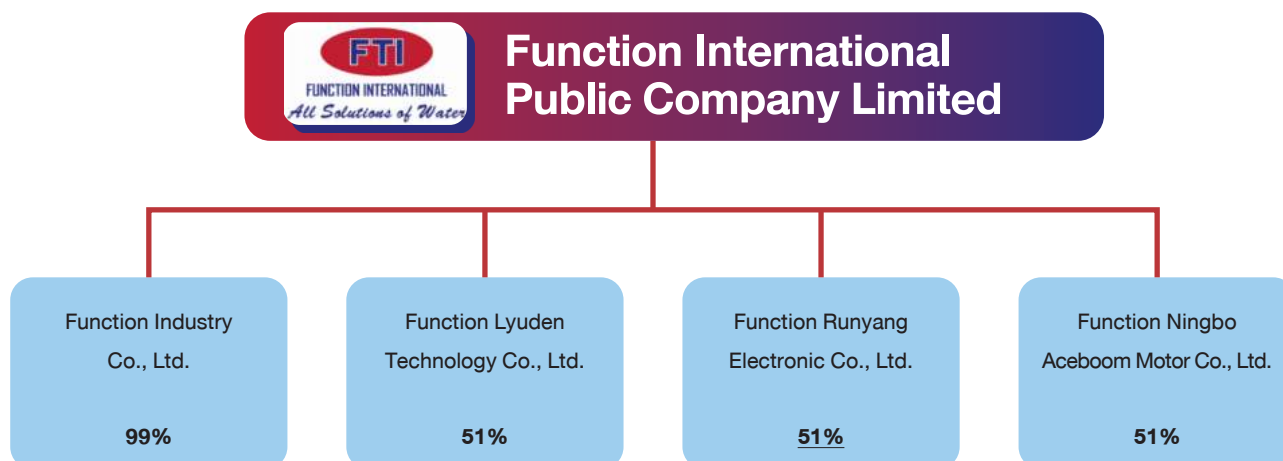 FTI
FUNCTION INTERNATIONAL
All Solutions of Water
Function International
Public Company Limited
Function Industry
Co., Ltd.
99%
Function Lyuden
Technology Co., Ltd.
51%
Function Runyang
Electronic Co., Ltd.
51%
Function Ningbo
Aceboom Motor Co., Ltd.
51%